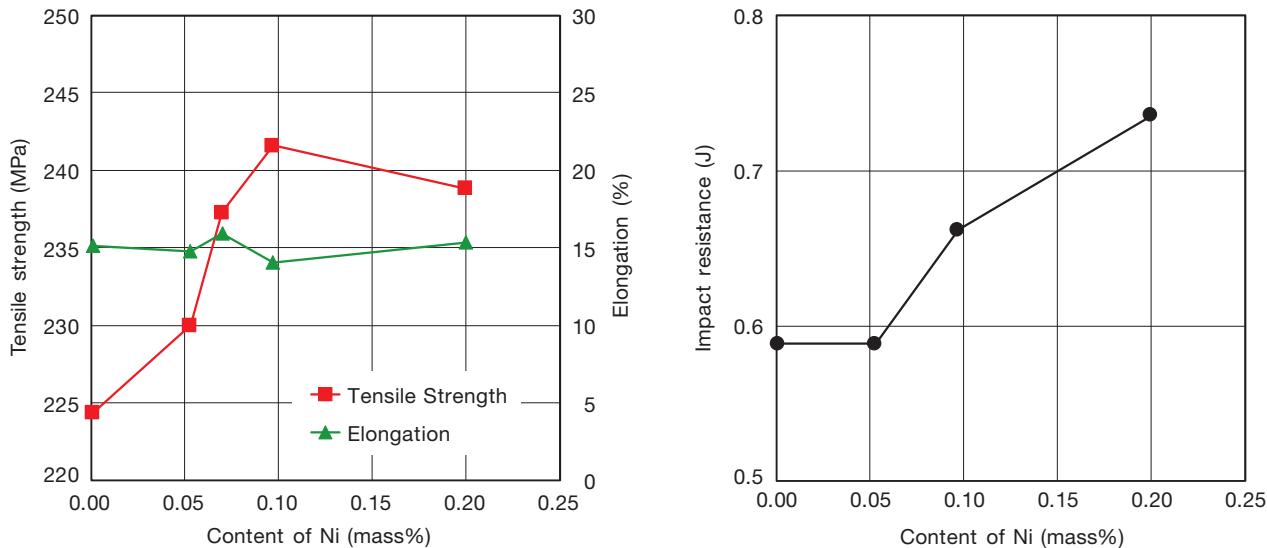 250
245
240
235
230
225
220
Tensile strength (MPa)
30
25
20
15
10
5
0
Elongation (%)
Tensile Strength
Elongation
0.00 0.05 0.10 0.15 0.20 0.25
Content of Ni (mass%)
0.8
0.7
0.6
0.5
Impact resistance (J)
0.00 0.05 0.10 0.15 0.20 0.25
Content of Ni (mass%)